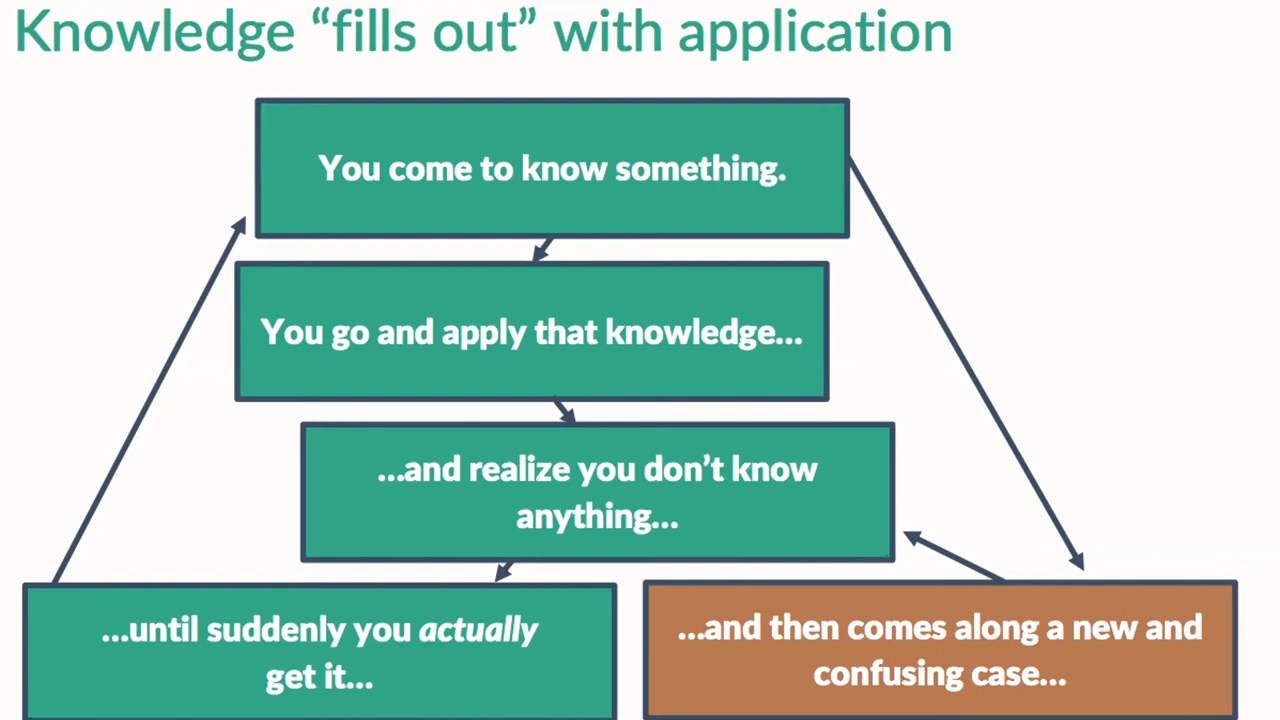 Knowledge “fills out” with application
You come to know something.
You go and apply that knowledge...
...and realize you don’t know
anything...
...until suddenly you actually
get it...
...and then comes along a new and
confusing case...